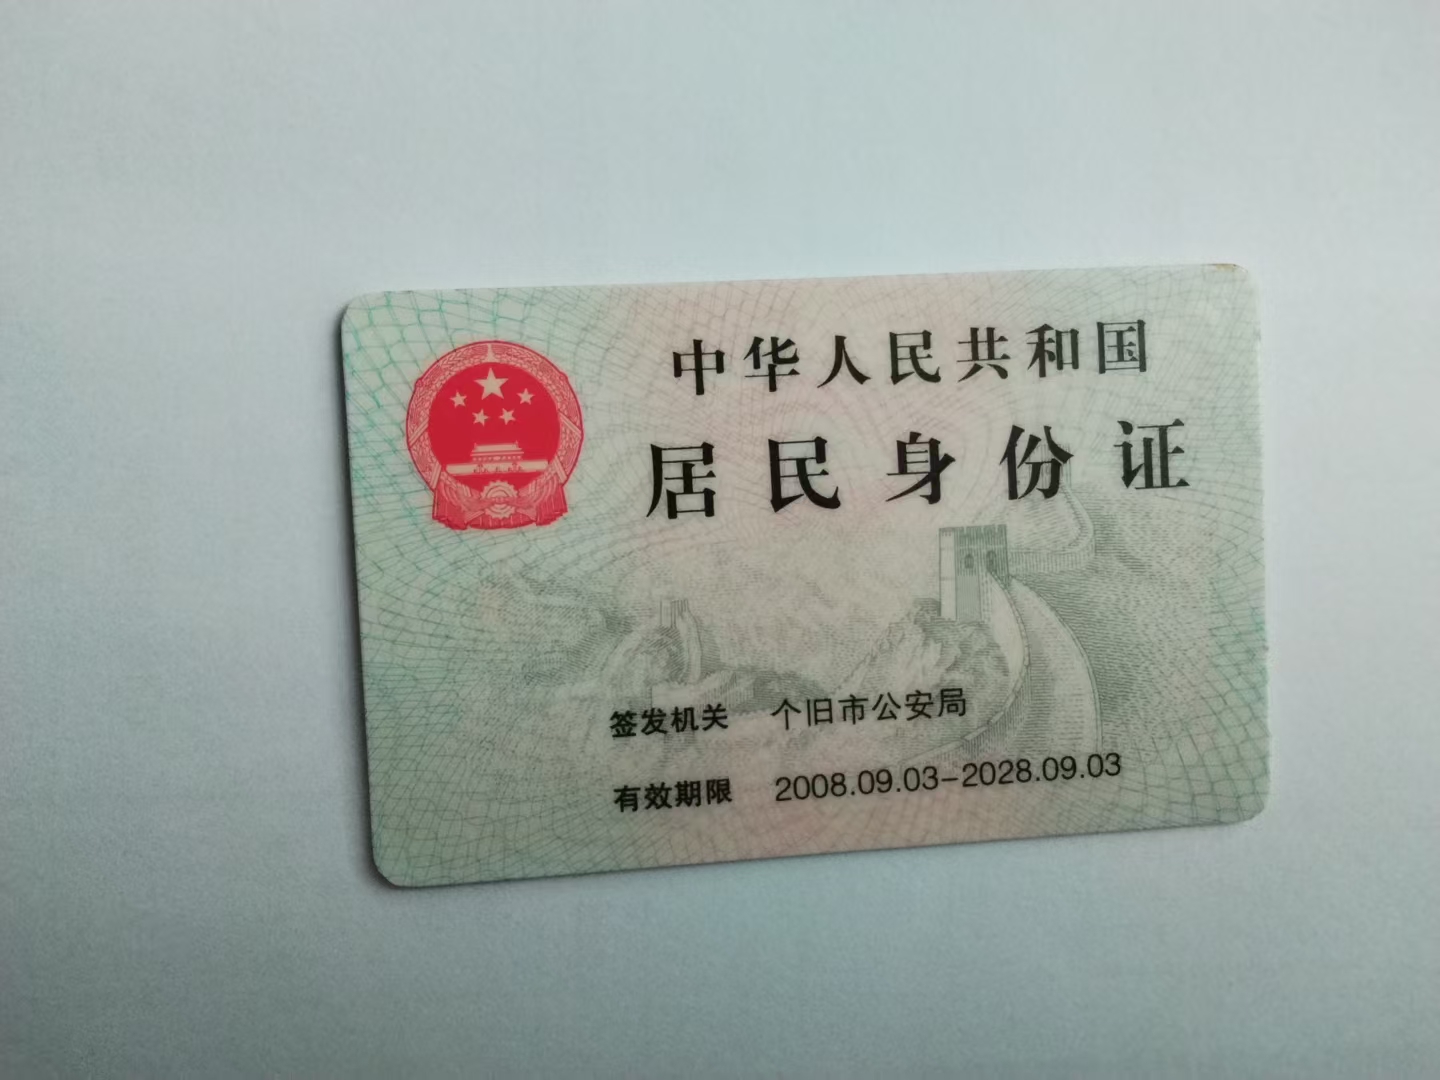 中华人民共和国
居民身份证
签发机关 个旧市公安局
有效期限 2008.09.03-2028.09.03